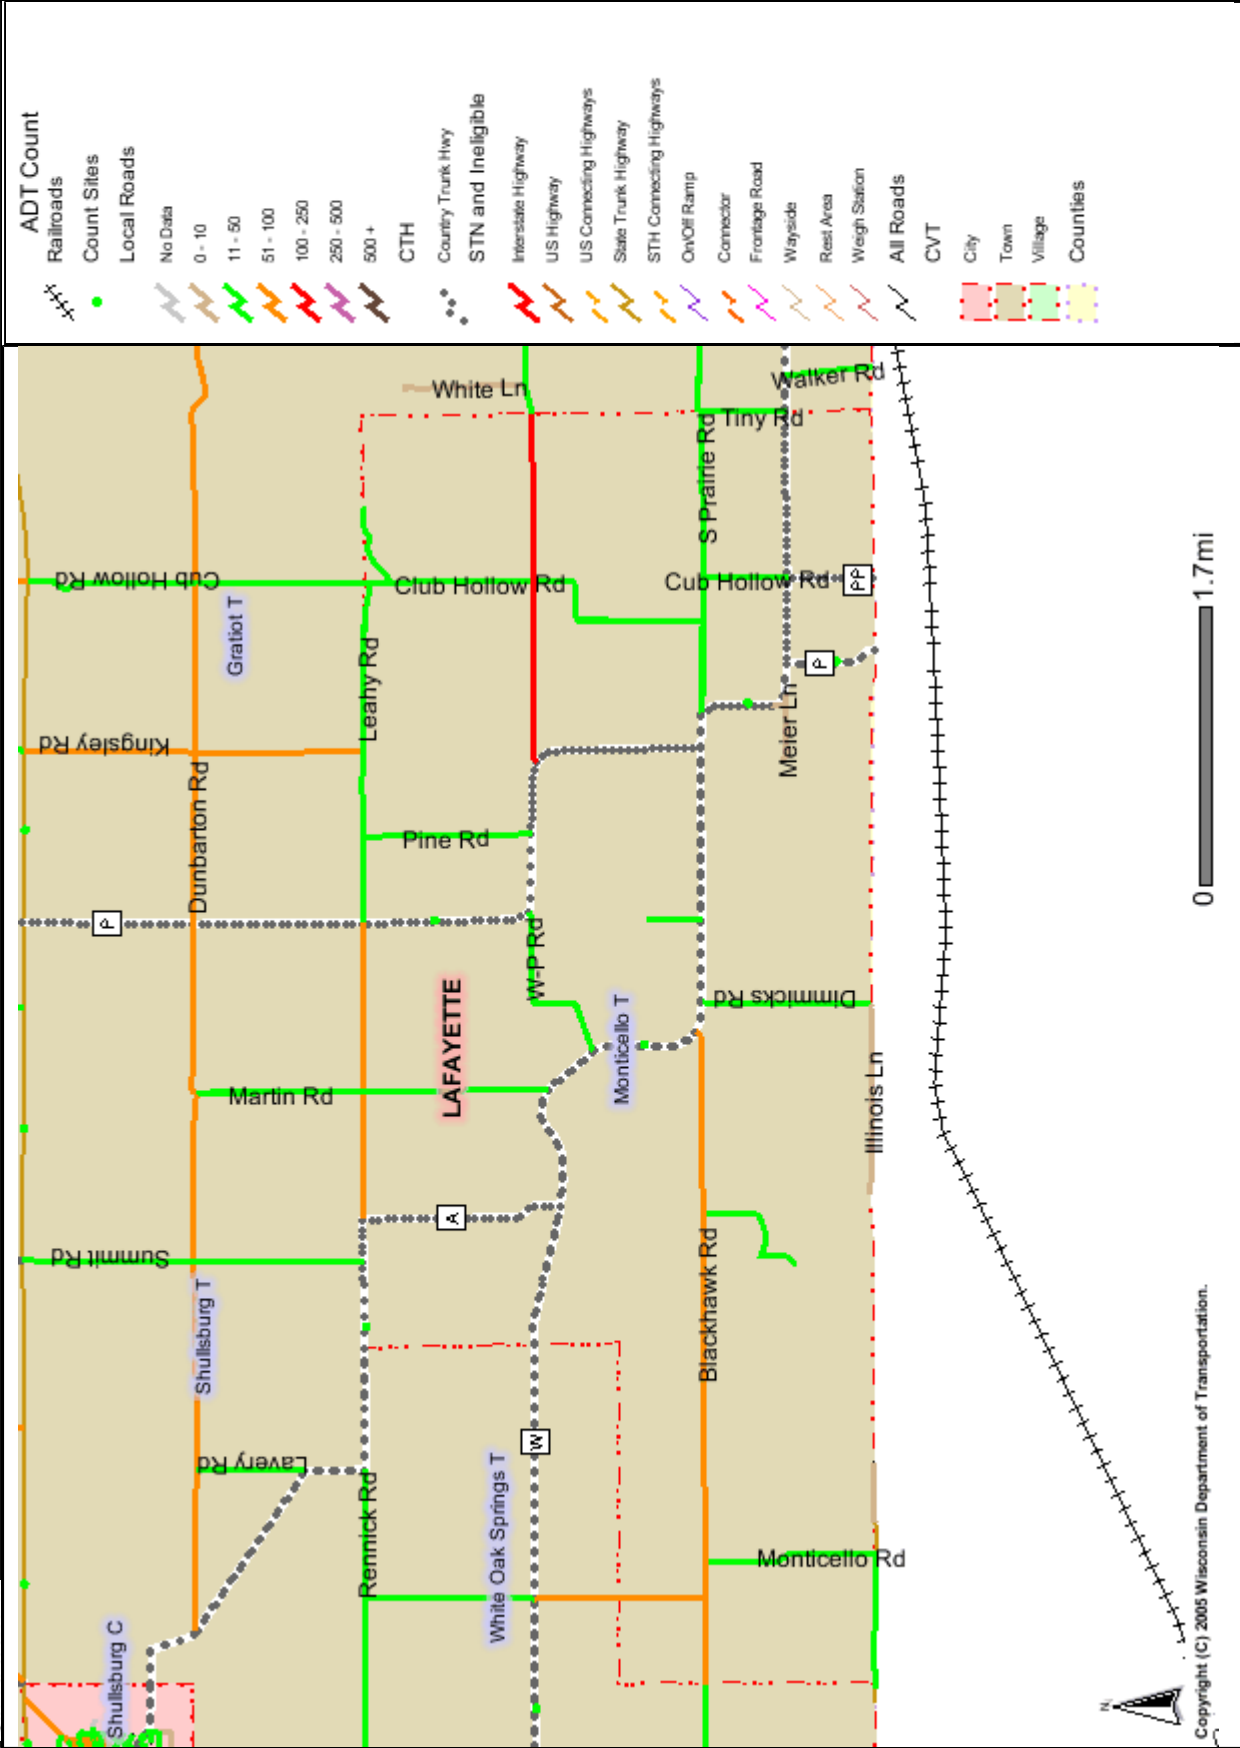 ADT Count
Railroads
Count Sites
Local Roads
No Data
0 - 10
11 - 50
51 - 100
100 - 250
250 - 500
500 +
CTH
Country Trunk Hwy
STN and Ineligible
Interstate Highway
US Highway
US Connecting Highways
State Trunk Highway
STH Connecting Highways
On/Off Ramp
Connector
Frontage Road
Wayside
Rest Area
Weigh Station
All Roads
CVT
City
Town
Village
Counties
Shullsburg C
Summit Rd
P
Kingsley Rd
Cub Hollow Rd
Shullsburg T
Dunbarton Rd
Gratiot T
Lavery Rd
Martin Rd
Rennick Rd
Leahy Rd
A
LAFAYETTE
Pine Rd
Club Hollow Rd
White Ln
White Oak Springs T
W
W-P Rd
Monticello T
Blackhawk Rd
S Prairie Rd
Dimmicks Rd
Cub Hollow Rd
Tiny Rd
Monticello Rd
Meier Ln
P
PP
Walker Rd
Illinois Ln
N
0
1.7mi
Copyright (C) 2005 Wisconsin Department of Transportation.